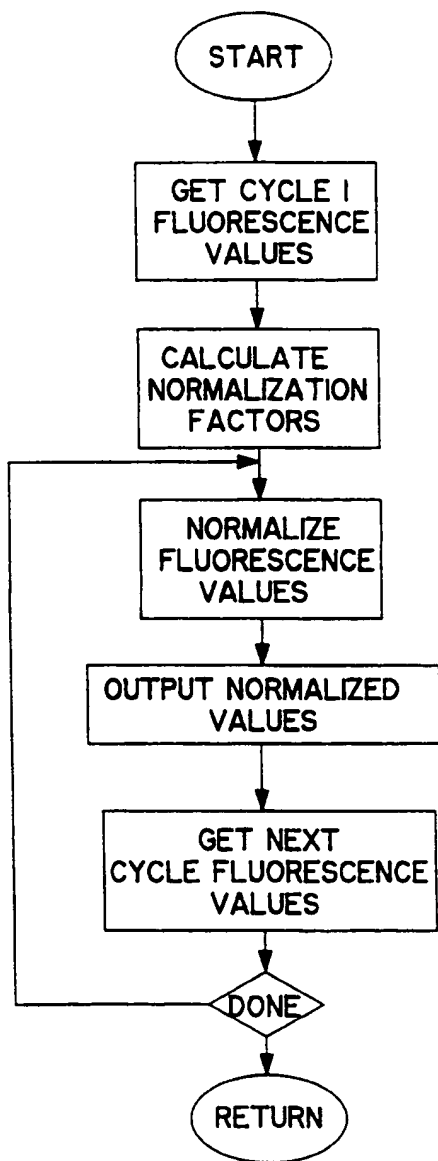 START
GET CYCLE 1
FLUORESCENCE
VALUES
CALCULATE
NORMALIZATION
FACTORS
NORMALIZE
FLUORESCENCE
VALUES
OUTPUT NORMALIZED
VALUES
GET NEXT
CYCLE FLUORESCENCE
VALUES
DONE
RETURN